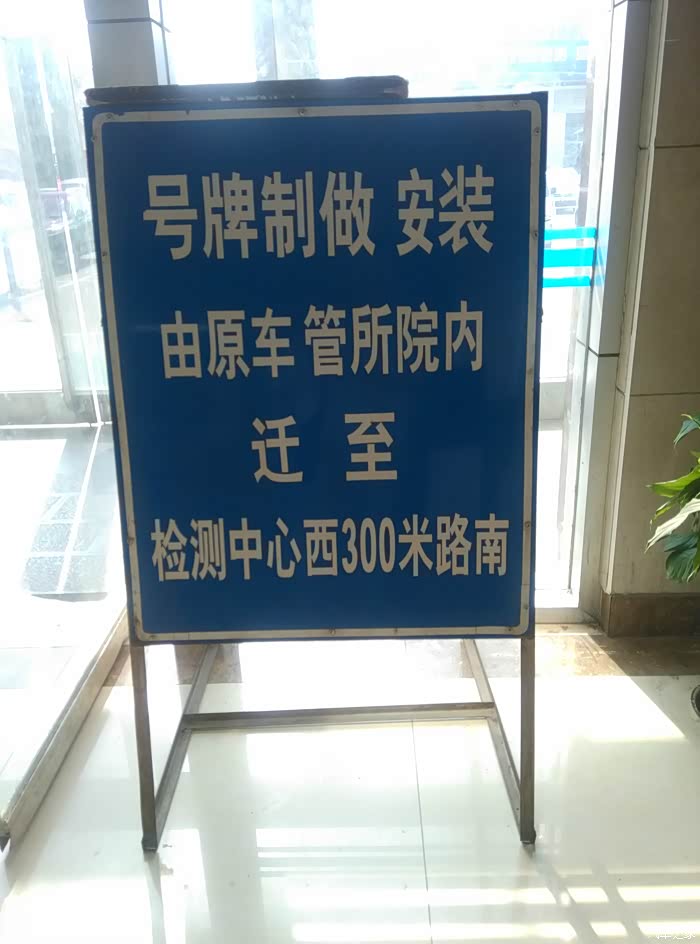 号牌制做 安装
由原车管所院内
迁 至
检测中心西300米路南